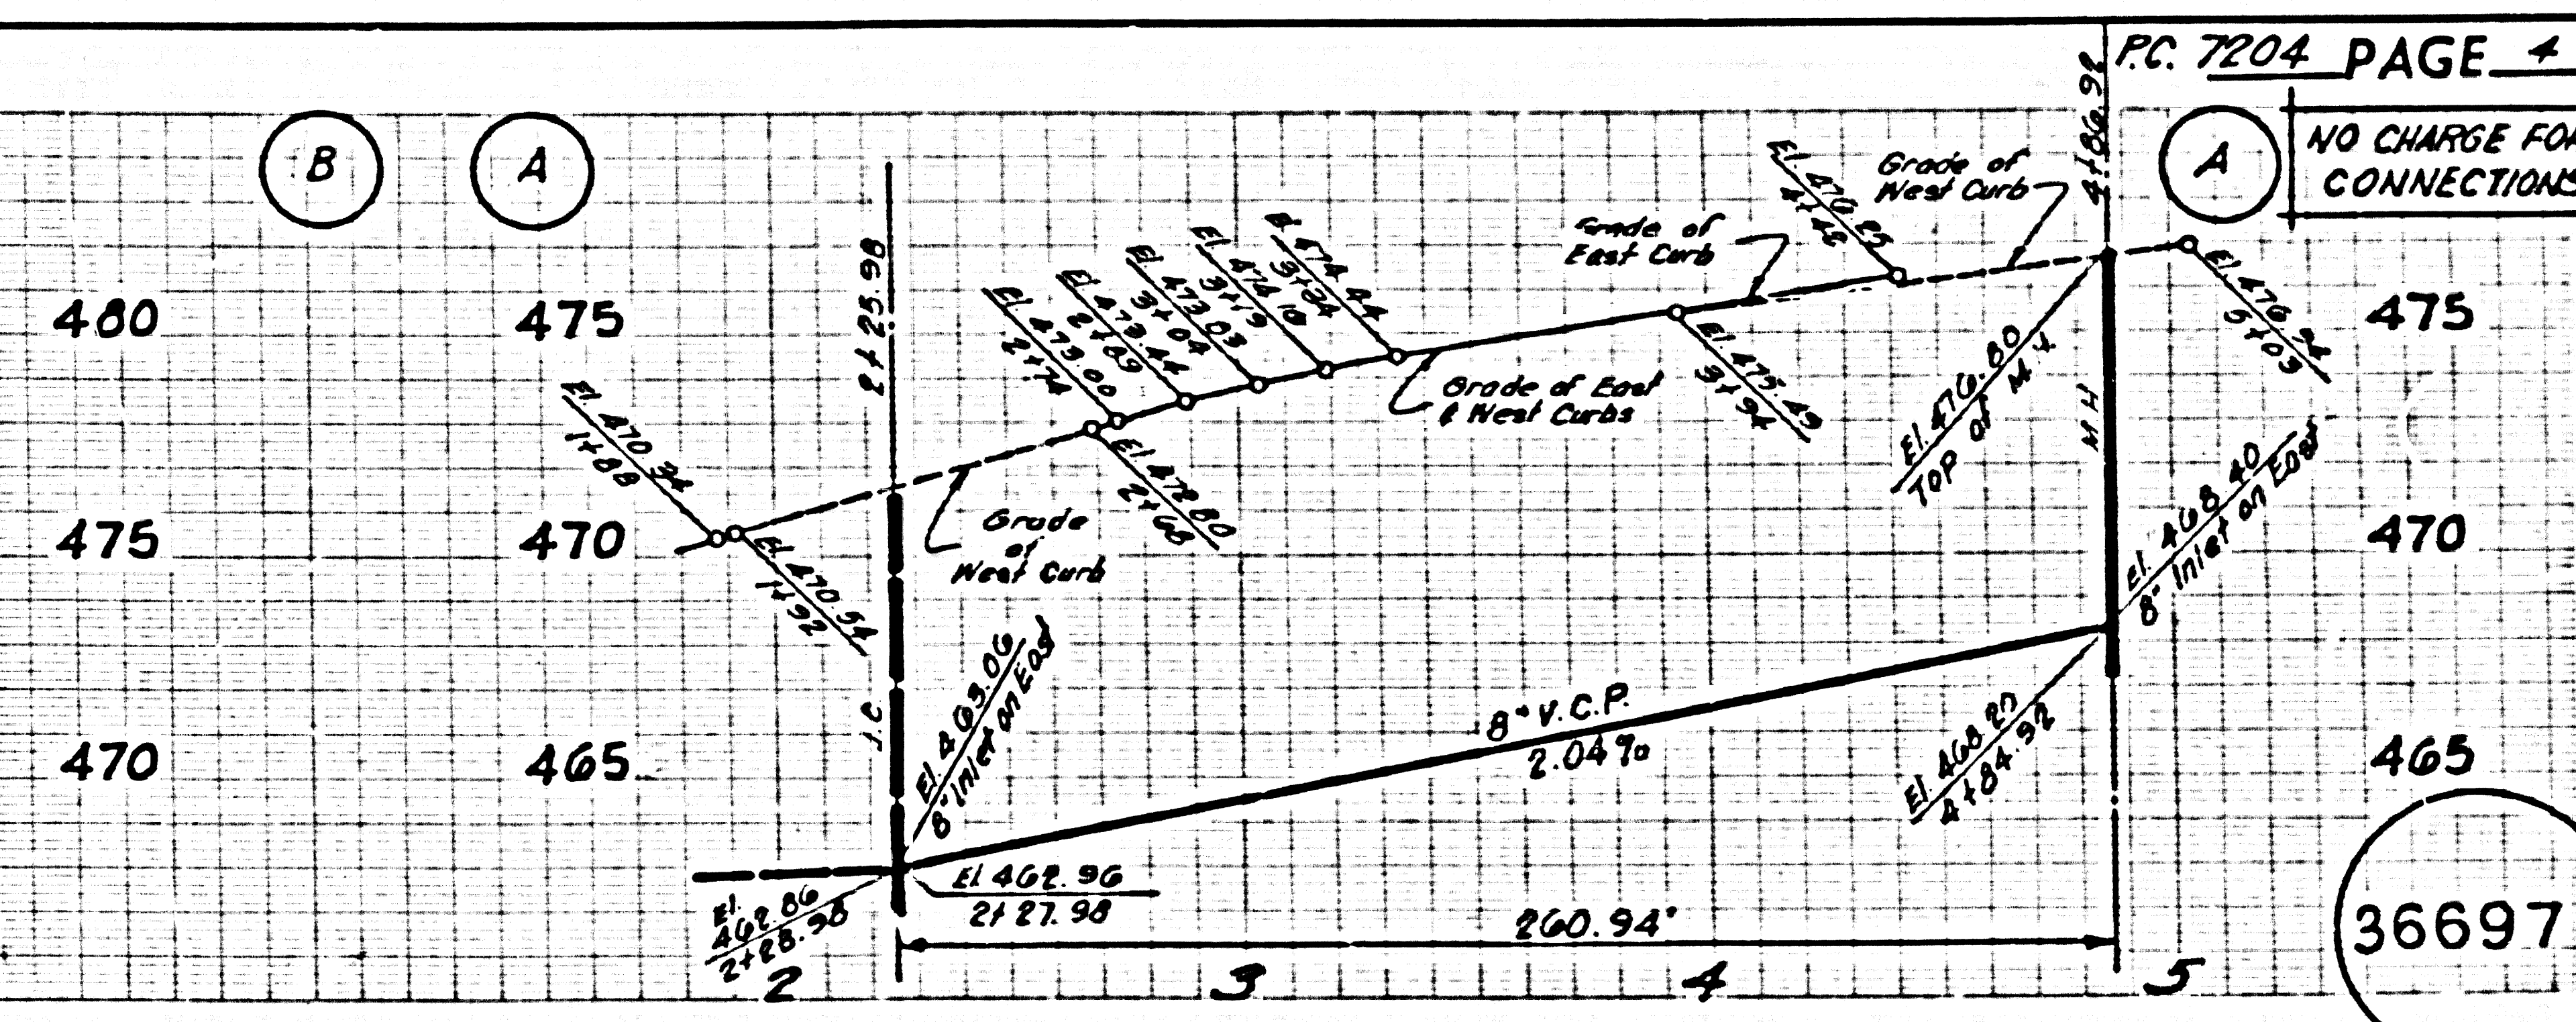 P.C. 7204 PAGE 4
B
A
A
NO CHARGE FOR
CONNECTIONS
4+86.92
2+25.98
480
475
475
475
470
470
470
465
465
El. 470.34
1+88
El. 470.54
1+92
El. 473.00
2+74
El. 473.44
2+89
El. 473.03
3+04
El. 474.10
3+19
El. 474.44
3+34
El. 472.80
2+68
Grade
of
West Curb
Grade of East
& West Curbs
Grade of
East Curb
El. 476.25
4+48
Grade of
West Curb
El. 475.49
3+94
El. 476.80
TOP of M.H.
El. 476.94
5+03
M H
J.C.
El. 468.40
8" Inlet on East
El. 463.06
8" Inlet on East
8" V.C.P.
2.04%
El. 468.20
4+84.92
El.
462.86
2+23.98
El. 462.96
2+27.98
260.94'
2
3
4
5
36697